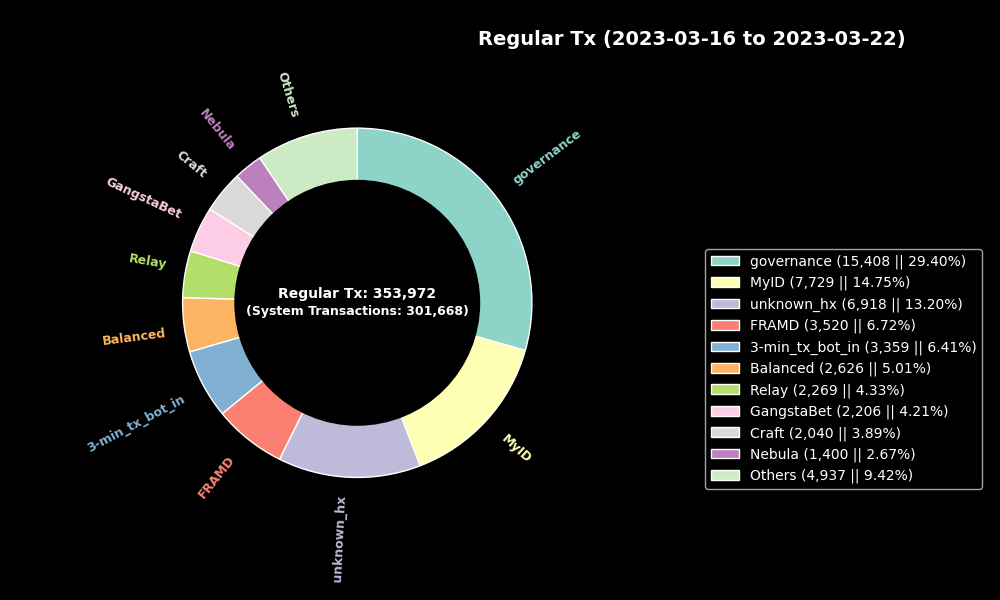 Regular Tx (2023-03-16 to 2023-03-22)
Others
Nebula
Craft
GangstaBet
Relay
Balanced
3-min_tx_bot_in
FRAMD
unknown_hx
MyID
governance
Regular Tx: 353,972
(System Transactions: 301,668)
governance (15,408 || 29.40%)
MyID (7,729 || 14.75%)
unknown_hx (6,918 || 13.20%)
FRAMD (3,520 || 6.72%)
3-min_tx_bot_in (3,359 || 6.41%)
Balanced (2,626 || 5.01%)
Relay (2,269 || 4.33%)
GangstaBet (2,206 || 4.21%)
Craft (2,040 || 3.89%)
Nebula (1,400 || 2.67%)
Others (4,937 || 9.42%)